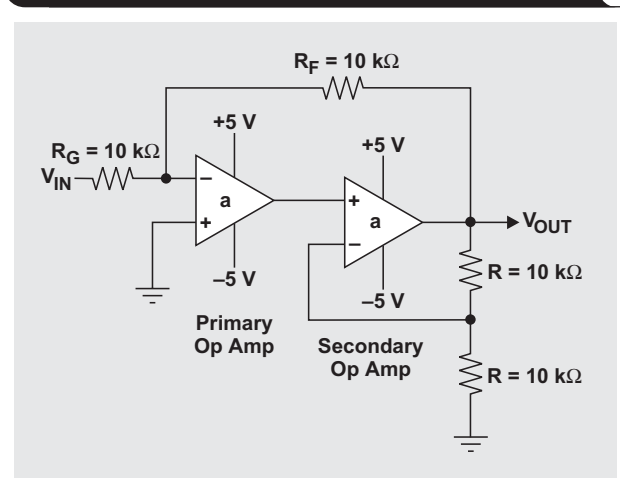 R_F = 10 kΩ
+5 V
R_G = 10 kΩ
+5 V
V_IN
–
a
+
+
a
–
V_OUT
R = 10 kΩ
–5 V
–5 V
Primary
Op Amp
Secondary
Op Amp
R = 10 kΩ